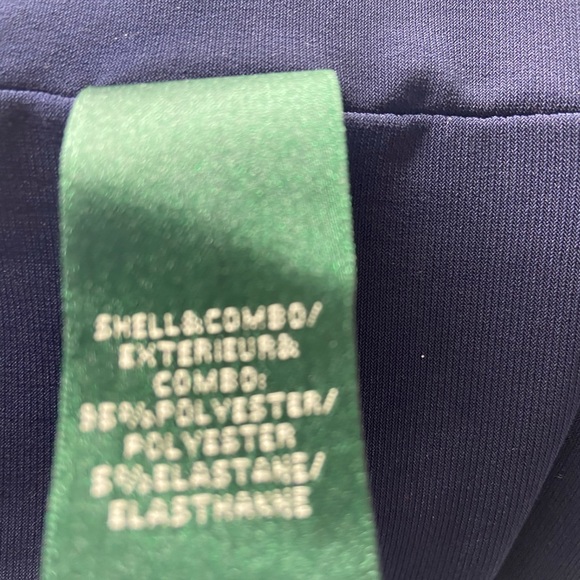 SHELL&COMBO/
EXTERIEUR&
COMBO:
95%POLYESTER/
POLYESTER
5%ELASTANE/
ELASTHANNE